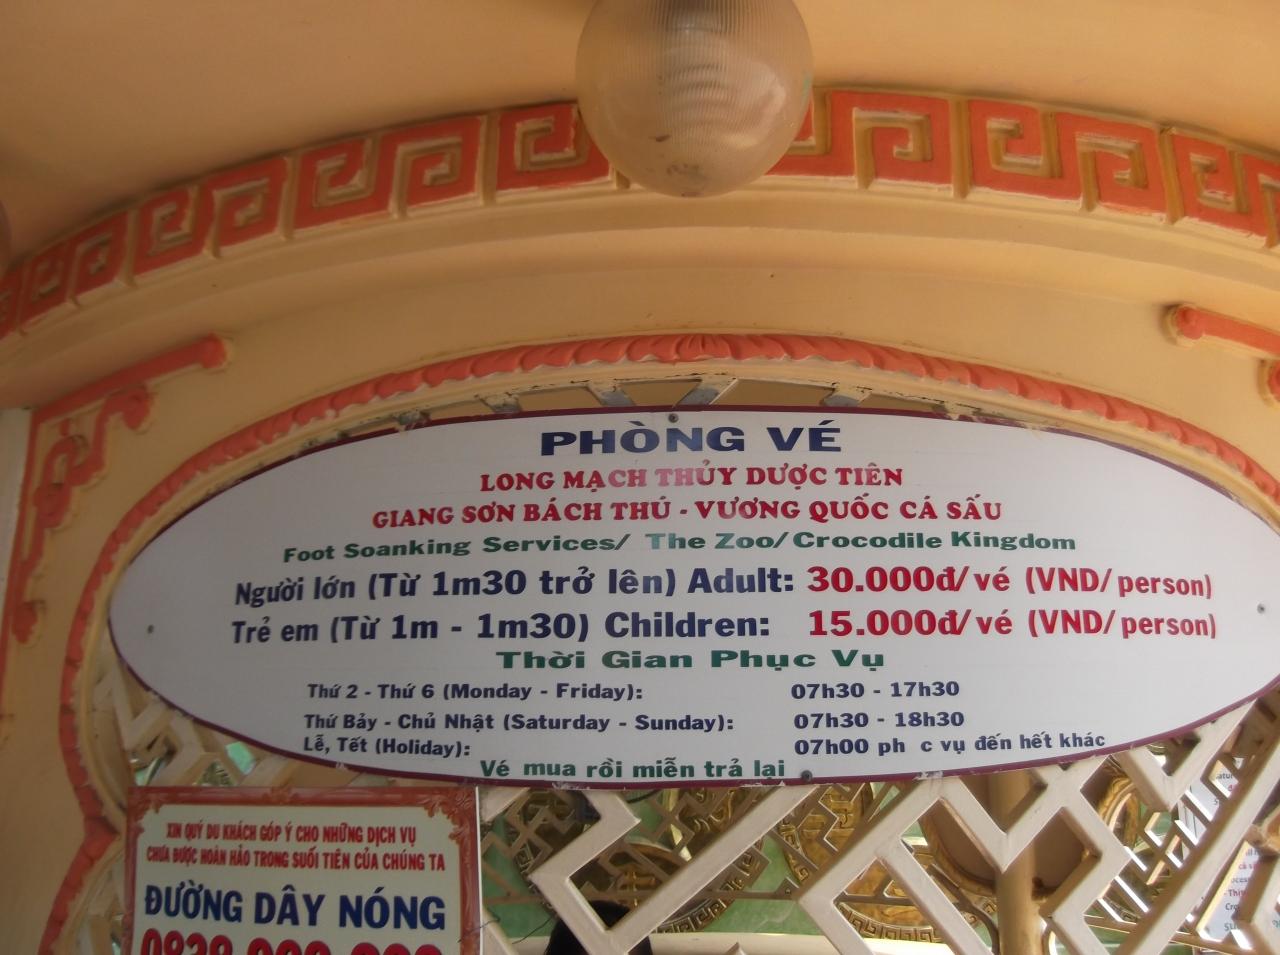 PHÒNG VÉ
LONG MẠCH THỦY DƯỢC TIÊN
GIANG SƠN BÁCH THÚ - VƯƠNG QUỐC CÁ SẤU
Foot Soanking Services/ The Zoo/Crocodile Kingdom
Người lớn (Từ 1m30 trở lên) Adult: 30.000đ/vé (VND/person)
Trẻ em (Từ 1m - 1m30) Children: 15.000đ/vé (VND/person)
Thời Gian Phục Vụ
Thứ 2 - Thứ 6 (Monday - Friday): 07h30 - 17h30
Thứ Bảy - Chủ Nhật (Saturday - Sunday): 07h30 - 18h30
Lễ, Tết (Holiday): 07h00 ph c vụ đến hết khác
Vé mua rồi miễn trả lại
XIN QUÝ DU KHÁCH GÓP Ý CHO NHỮNG DỊCH VỤ
CHƯA ĐƯỢC HOÀN HẢO TRONG SUỐI TIÊN CỦA CHÚNG TA
ĐƯỜNG DÂY NÓNG